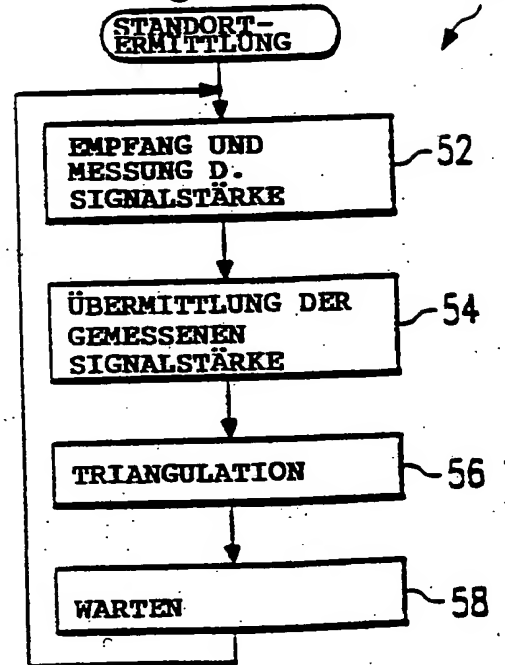 STANDORT-
ERMITTLUNG
EMPFANG UND
MESSUNG D.
SIGNALSTÄRKE
52
ÜBERMITTLUNG DER
GEMESSENEN
SIGNALSTÄRKE
54
TRIANGULATION
56
WARTEN
58